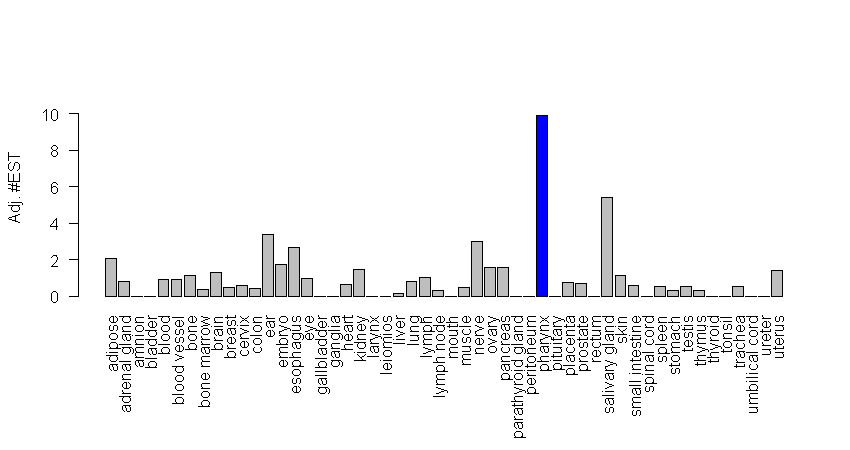 Adj. #EST
10
8
6
4
2
0
adipose
adrenal gland
amnion
bladder
blood
blood vessel
bone
bone marrow
brain
breast
cervix
colon
ear
embryo
esophagus
eye
gallbladder
ganglia
heart
kidney
larynx
leiomios
liver
lung
lymph
lymph node
mouth
muscle
nerve
ovary
pancreas
parathyroid gland
peritoneum
pharynx
pituitary
placenta
prostate
rectum
salivary gland
skin
small intestine
spinal cord
spleen
stomach
testis
thymus
thyroid
tonsil
trachea
umbilical cord
ureter
uterus